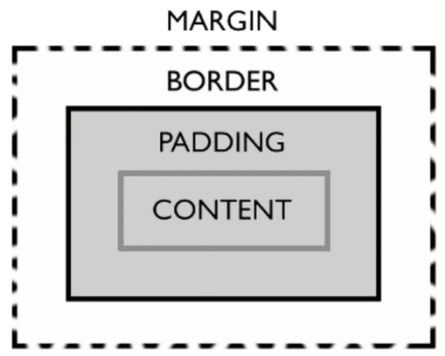 MARGIN
BORDER
PADDING
CONTENT